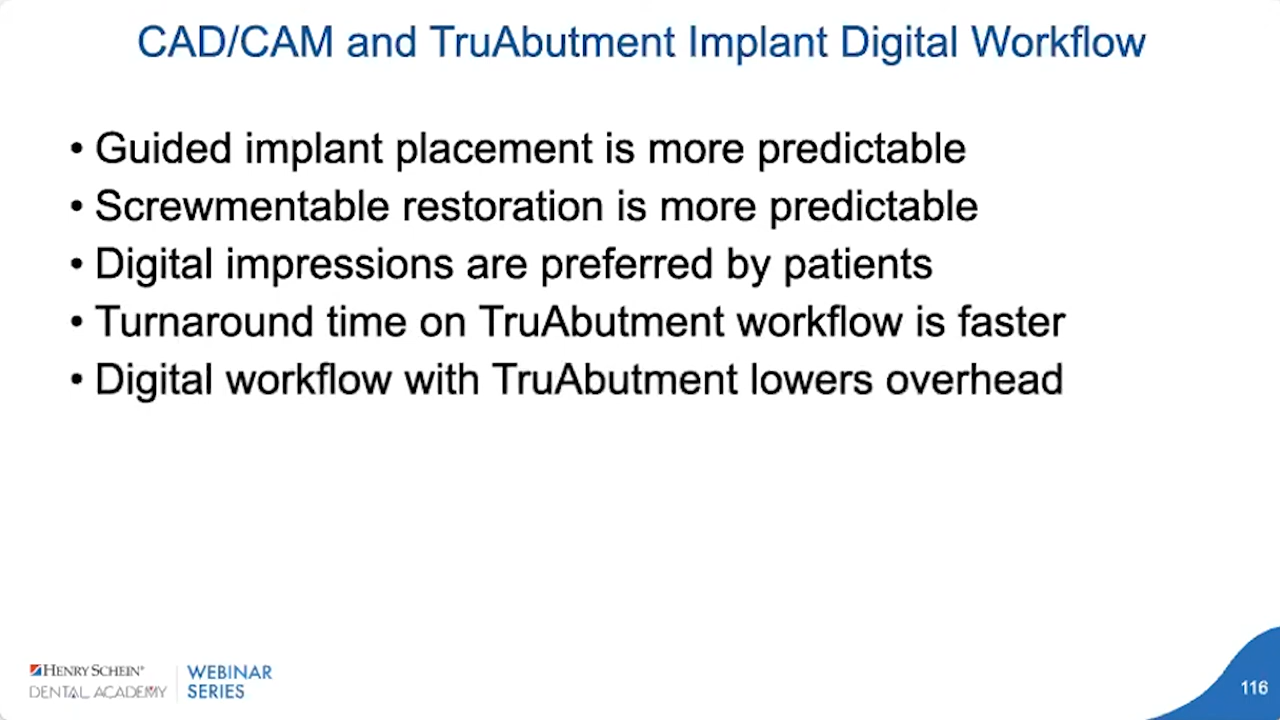 CAD/CAM and TruAbutment Implant Digital Workflow
• Guided implant placement is more predictable
• Screwmentable restoration is more predictable
• Digital impressions are preferred by patients
• Turnaround time on TruAbutment workflow is faster
• Digital workflow with TruAbutment lowers overhead
HENRY SCHEIN®
DENTAL ACADEMY
WEBINAR
SERIES
116